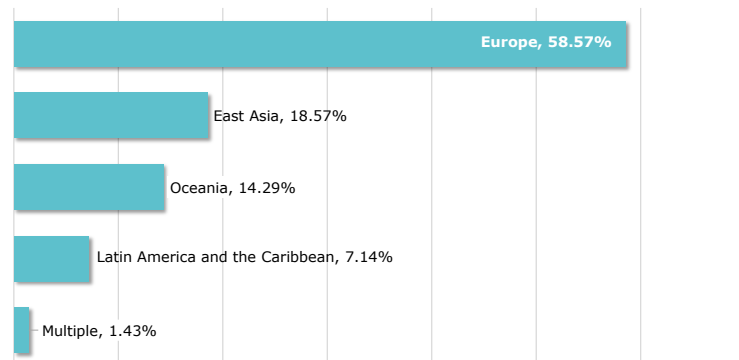 Europe, 58.57%
East Asia, 18.57%
Oceania, 14.29%
Latin America and the Caribbean, 7.14%
Multiple, 1.43%